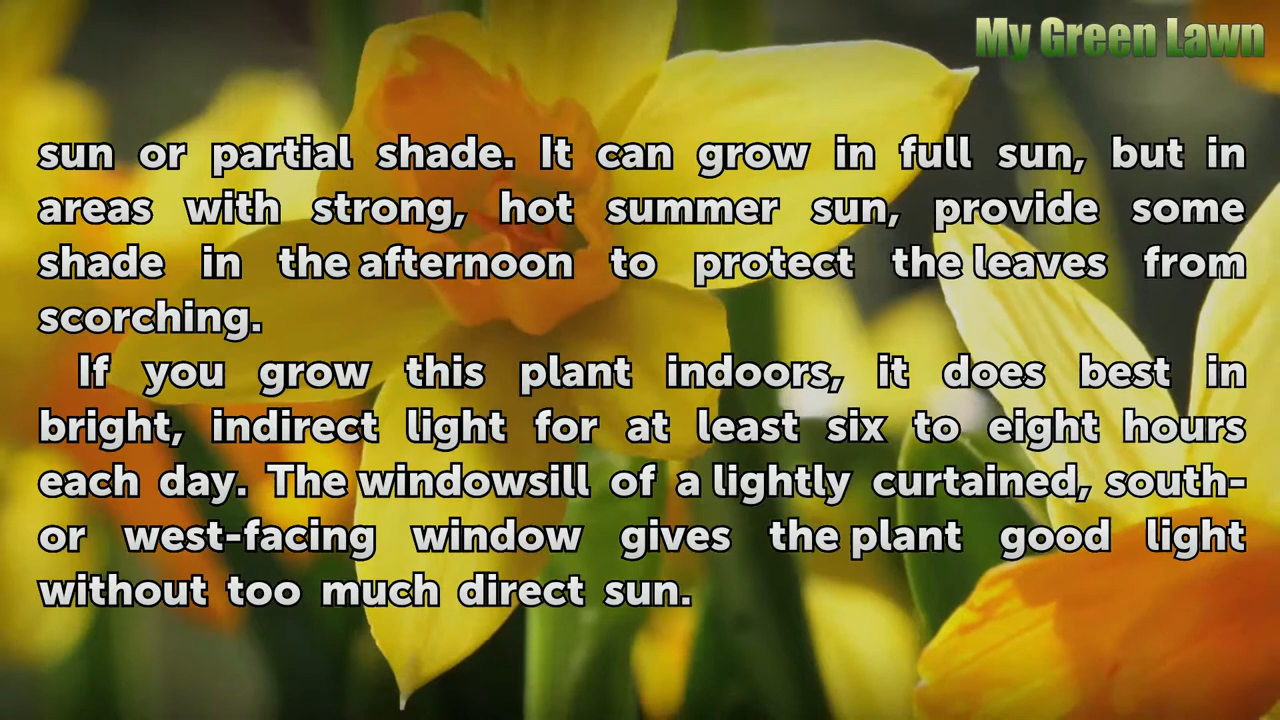 My Green Lawn
sun or partial shade. It can grow in full sun, but in
areas with strong, hot summer sun, provide some
shade in the afternoon to protect the leaves from
scorching.
If you grow this plant indoors, it does best in
bright, indirect light for at least six to eight hours
each day. The windowsill of a lightly curtained, south-
or west-facing window gives the plant good light
without too much direct sun.